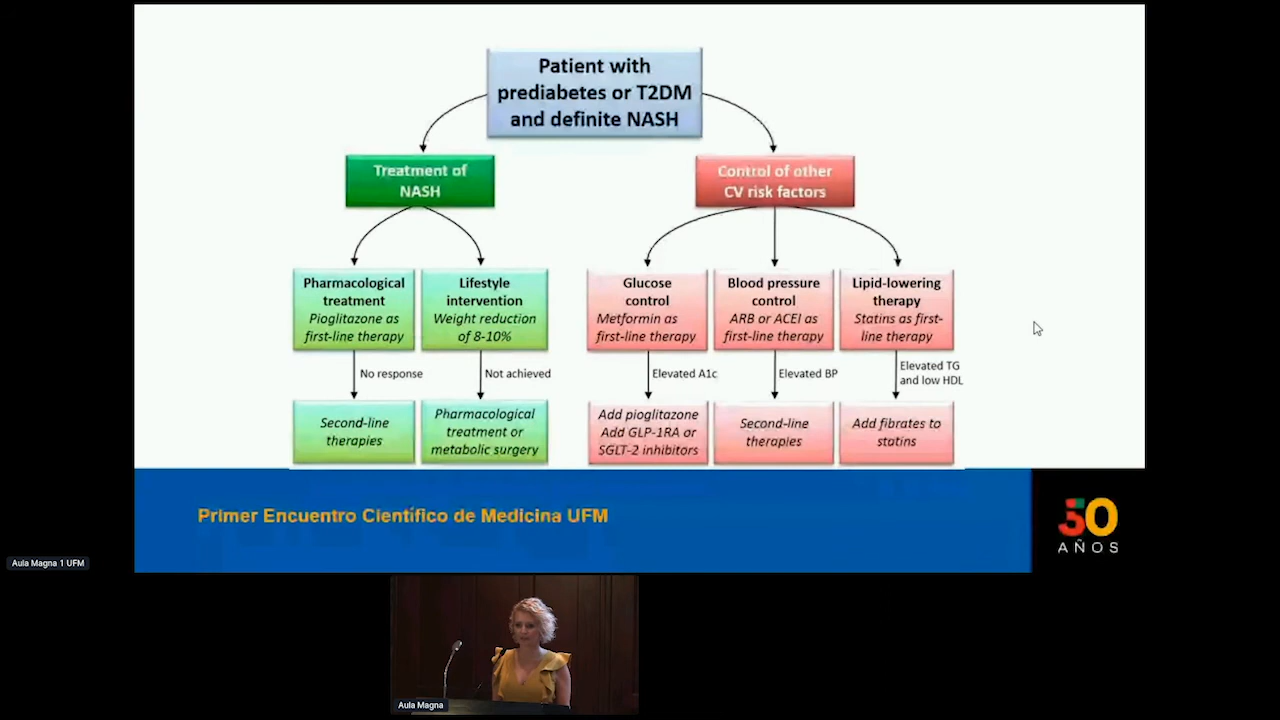 Patient with
prediabetes or T2DM
and definite NASH
Treatment of
NASH
Control of other
CV risk factors
Pharmacological
treatment
Pioglitazone as
first-line therapy
Lifestyle
intervention
Weight reduction
of 8-10%
Glucose
control
Metformin as
first-line therapy
Blood pressure
control
ARB or ACEI as
first-line therapy
Lipid-lowering
therapy
Statins as first-
line therapy
No response
Not achieved
Elevated A1c
Elevated BP
Elevated TG
and low HDL
Second-line
therapies
Pharmacological
treatment or
metabolic surgery
Add pioglitazone
Add GLP-1RA or
SGLT-2 inhibitors
Second-line
therapies
Add fibrates to
statins
Primer Encuentro Científico de Medicina UFM
50
AÑOS
Aula Magna 1 UFM
Aula Magna